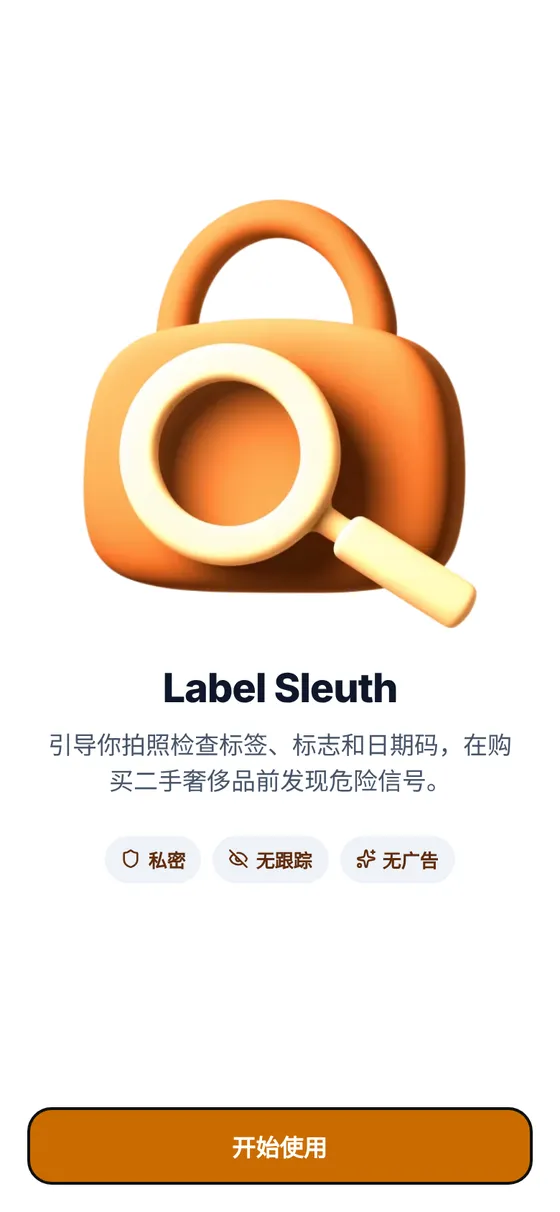 Label Sleuth
引导你拍照检查标签、标志和日期码，在购
买二手奢侈品前发现危险信号。
私密
无跟踪
无广告
开始使用